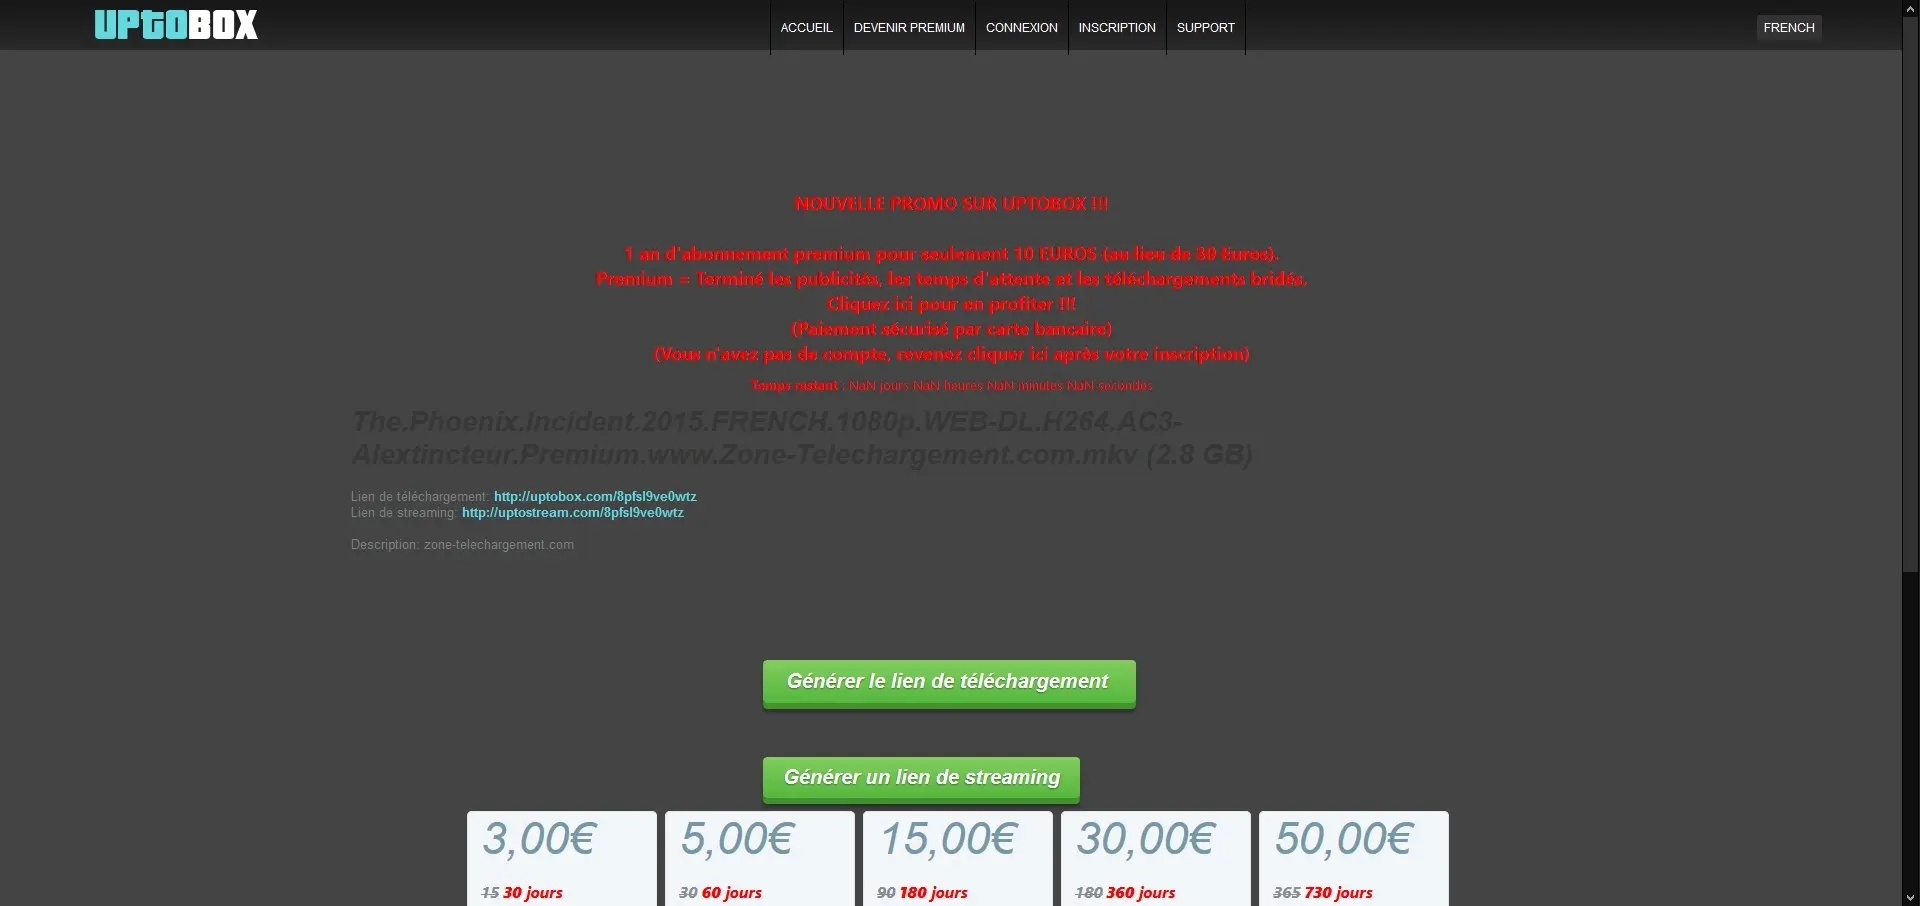 UPtOBOX
ACCUEIL DEVENIR PREMIUM CONNEXION INSCRIPTION SUPPORT FRENCH
NOUVELLE PROMO SUR UPTOBOX !!!
1 an d'abonnement premium pour seulement 10 EUROS (au lieu de 30 Euros).
Premium = Terminé les publicités, les temps d'attente et les téléchargements bridés.
Cliquez ici pour en profiter !!!
(Paiement sécurisé par carte bancaire)
(Vous n'avez pas de compte, revenez cliquer ici après votre inscription)
Temps restant : NaN jours NaN heures NaN minutes NaN secondes
The.Phoenix.Incident.2015.FRENCH.1080p.WEB-DL.H264.AC3-
Alextincteur.Premium.www.Zone-Telechargement.com.mkv (2.8 GB)
Lien de téléchargement: http://uptobox.com/8pfsl9ve0wtz
Lien de streaming: http://uptostream.com/8pfsl9ve0wtz
Description: zone-telechargement.com
Générer le lien de téléchargement
Générer un lien de streaming
3,00€ 5,00€ 15,00€ 30,00€ 50,00€
15 30 jours 30 60 jours 90 180 jours 180 360 jours 365 730 jours